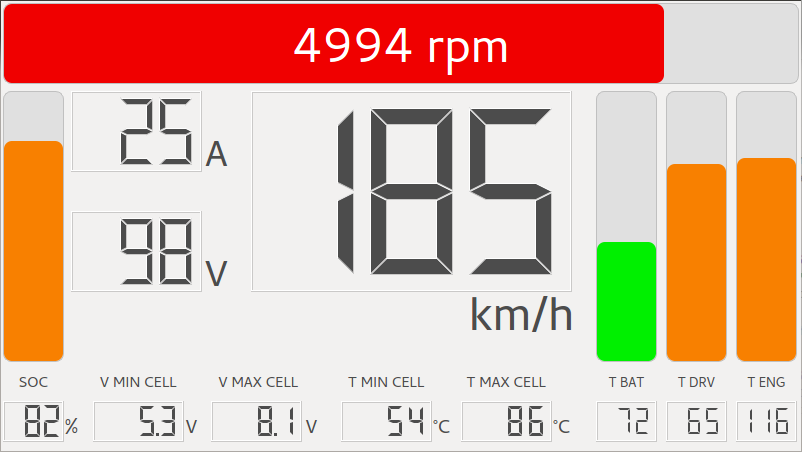 4994 rpm
25 A
98 V
185
km/h
SOC V MIN CELL V MAX CELL T MIN CELL T MAX CELL T BAT T DRV T ENG
82 % 5.3 V 8.1 V 54 °C 86 °C 72 65 116